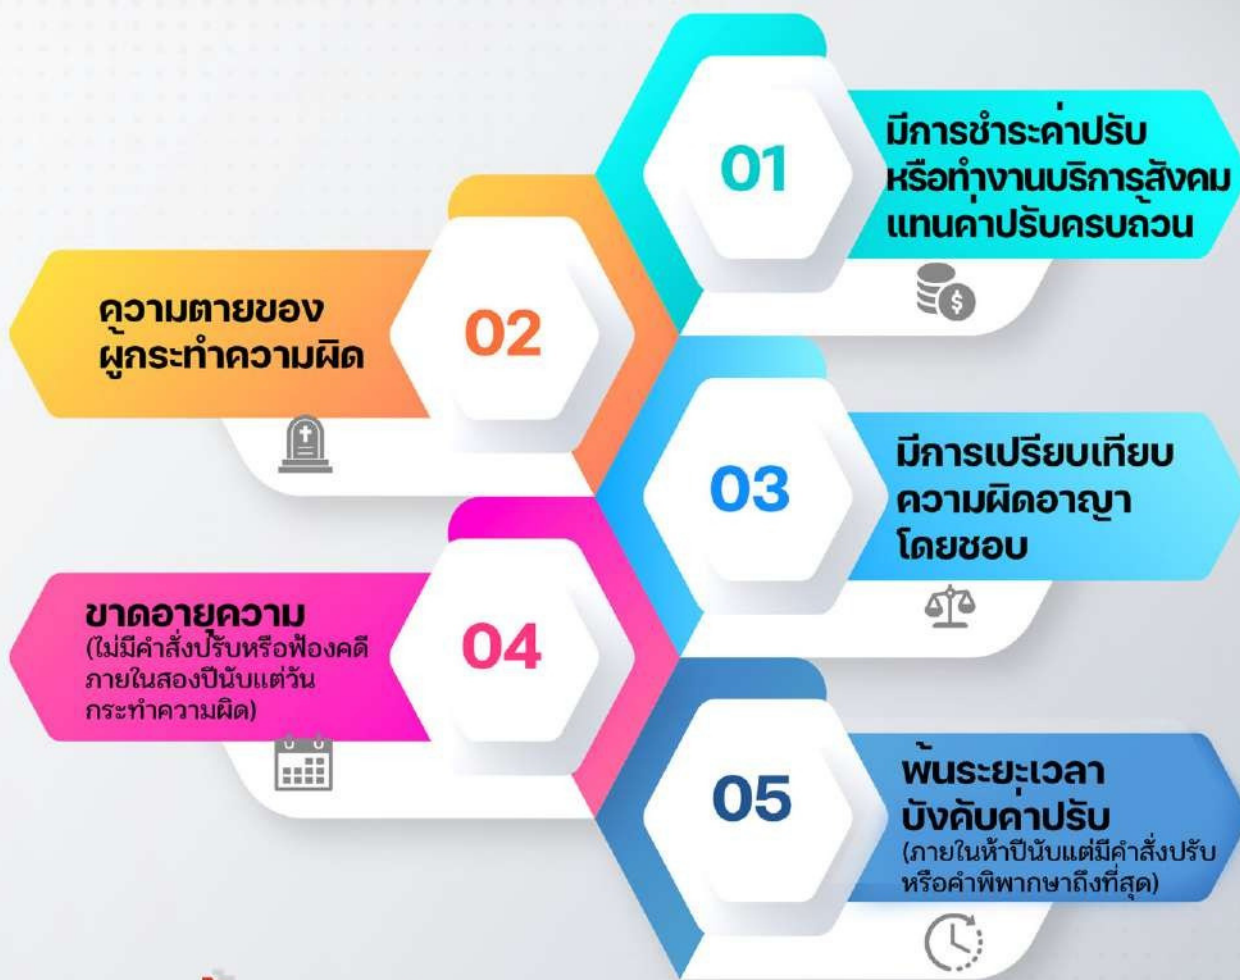 01
มีการชำระค่าปรับ
หรือทำงานบริการสังคม
แทนค่าปรับครบถ้วน
02
ความตายของ
ผู้กระทำความผิด
03
มีการเปรียบเทียบ
ความผิดอาญา
โดยชอบ
04
ขาดอายุความ
(ไม่มีคำสั่งปรับหรือฟ้องคดี
ภายในสองปีนับแต่วัน
กระทำความผิด)
05
พ้นระยะเวลา
บังคับค่าปรับ
(ภายในห้าปีนับแต่มีคำสั่งปรับ
หรือคำพิพากษาถึงที่สุด)